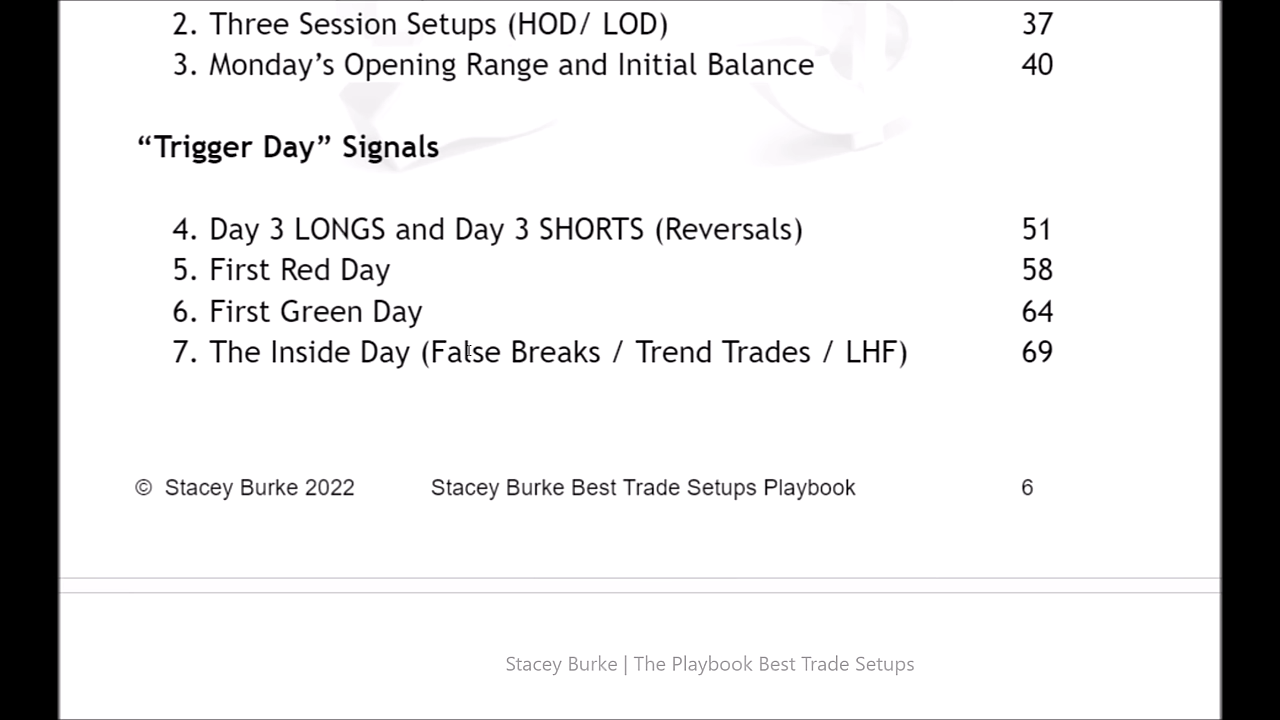 2. Three Session Setups (HOD/ LOD) 37
3. Monday’s Opening Range and Initial Balance 40
“Trigger Day” Signals
4. Day 3 LONGS and Day 3 SHORTS (Reversals) 51
5. First Red Day 58
6. First Green Day 64
7. The Inside Day (False Breaks / Trend Trades / LHF) 69
© Stacey Burke 2022 Stacey Burke Best Trade Setups Playbook 6
Stacey Burke | The Playbook Best Trade Setups